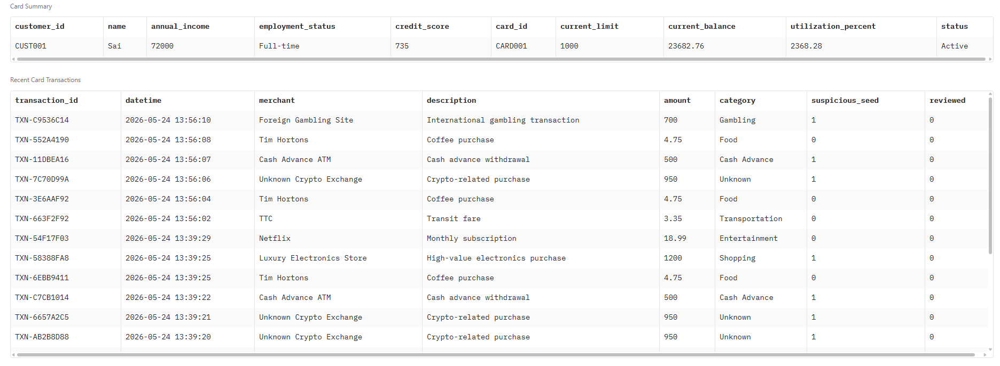 Card Summary
customer_id name annual_income employment_status credit_score card_id current_limit current_balance utilization_percent status
CUST001 Sai 72000 Full-time 735 CARD001 1000 23682.76 2368.28 Active
Recent Card Transactions
transaction_id datetime merchant description amount category suspicious_seed reviewed
TXN-C9536C14 2026-05-24 13:56:10 Foreign Gambling Site International gambling transaction 700 Gambling 1 0
TXN-552A4190 2026-05-24 13:56:08 Tim Hortons Coffee purchase 4.75 Food 0 0
TXN-11DBEA16 2026-05-24 13:56:07 Cash Advance ATM Cash advance withdrawal 500 Cash Advance 1 0
TXN-7C70D99A 2026-05-24 13:56:06 Unknown Crypto Exchange Crypto-related purchase 950 Unknown 1 0
TXN-3E6AAF92 2026-05-24 13:56:04 Tim Hortons Coffee purchase 4.75 Food 0 0
TXN-663F2F92 2026-05-24 13:56:02 TTC Transit fare 3.35 Transportation 0 0
TXN-54F17F03 2026-05-24 13:39:29 Netflix Monthly subscription 18.99 Entertainment 0 0
TXN-58388FA8 2026-05-24 13:39:25 Luxury Electronics Store High-value electronics purchase 1200 Shopping 1 0
TXN-6EBB9411 2026-05-24 13:39:25 Tim Hortons Coffee purchase 4.75 Food 0 0
TXN-C7CB1014 2026-05-24 13:39:22 Cash Advance ATM Cash advance withdrawal 500 Cash Advance 1 0
TXN-6657A2C5 2026-05-24 13:39:21 Unknown Crypto Exchange Crypto-related purchase 950 Unknown 1 0
TXN-AB2B8D88 2026-05-24 13:39:20 Unknown Crypto Exchange Crypto-related purchase 950 Unknown 1 0